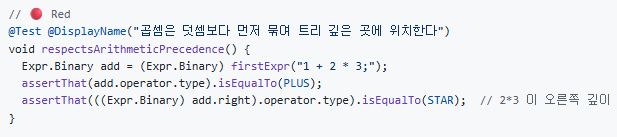 // 🔴 Red
@Test @DisplayName("곱셈은 덧셈보다 먼저 묶여 트리 깊은 곳에 위치한다")
void respectsArithmeticPrecedence() {
  Expr.Binary add = (Expr.Binary) firstExpr("1 + 2 * 3;");
  assertThat(add.operator.type).isEqualTo(PLUS);
  assertThat(((Expr.Binary) add.right).operator.type).isEqualTo(STAR);  // 2*3 이 오른쪽 깊이
}